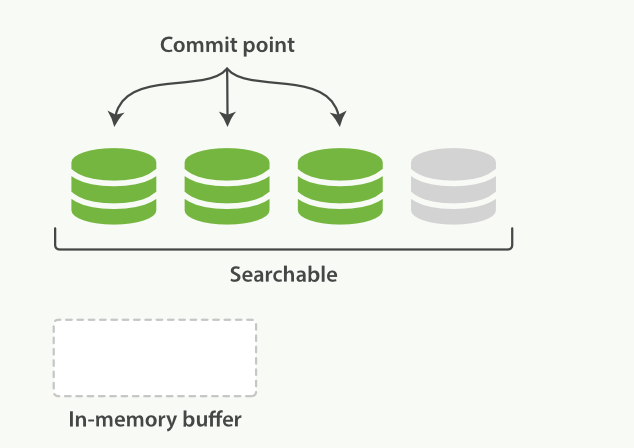 Commit point
Searchable
In-memory buffer